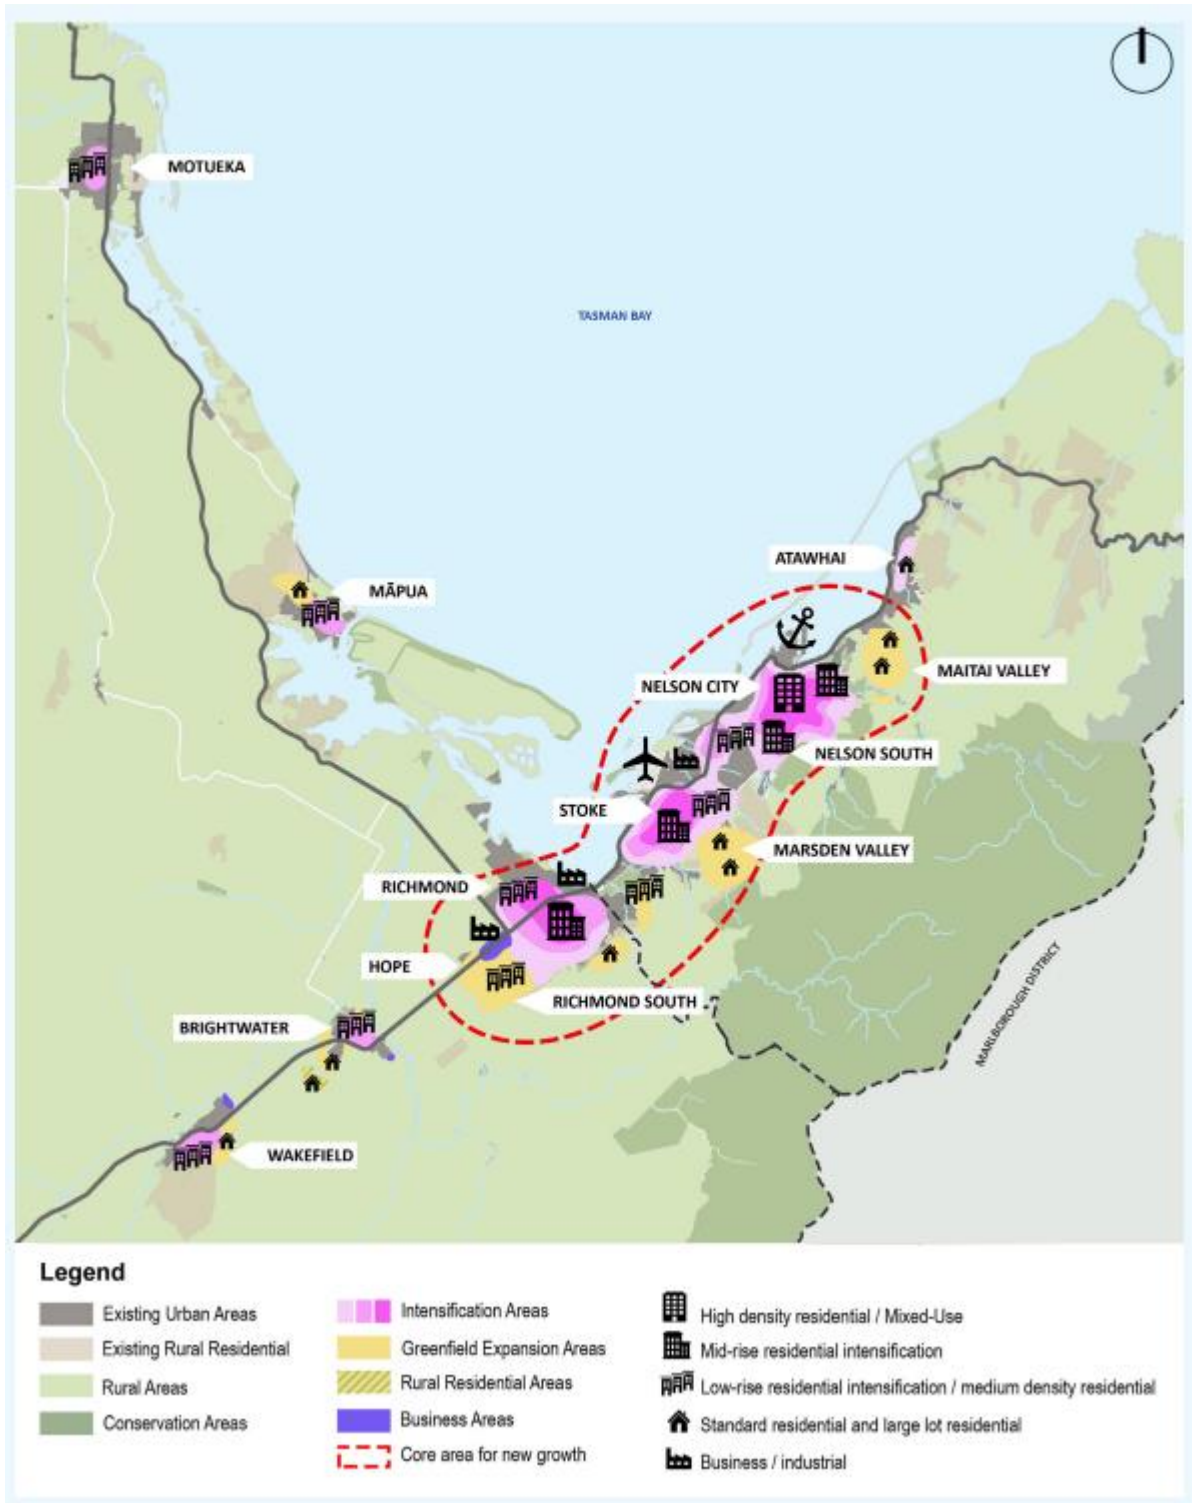 MOTUEKA
TASMAN BAY
ATAWHAI
MĀPUA
MAITAI VALLEY
NELSON CITY
NELSON SOUTH
STOKE
MARSDEN VALLEY
RICHMOND
HOPE
RICHMOND SOUTH
BRIGHTWATER
MARLBOROUGH DISTRICT
WAKEFIELD
Legend
Existing Urban Areas
Existing Rural Residential
Rural Areas
Conservation Areas
Intensification Areas
Greenfield Expansion Areas
Rural Residential Areas
Business Areas
Core area for new growth
High density residential / Mixed-Use
Mid-rise residential intensification
Low-rise residential intensification / medium density residential
Standard residential and large lot residential
Business / industrial